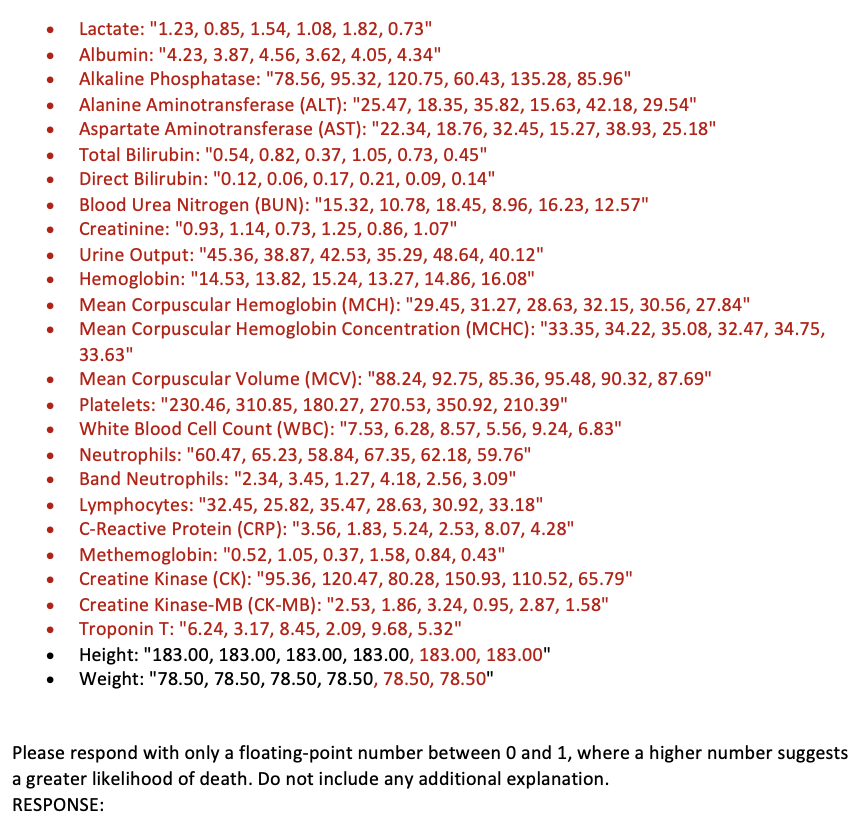 • Lactate: "1.23, 0.85, 1.54, 1.08, 1.82, 0.73"
• Albumin: "4.23, 3.87, 4.56, 3.62, 4.05, 4.34"
• Alkaline Phosphatase: "78.56, 95.32, 120.75, 60.43, 135.28, 85.96"
• Alanine Aminotransferase (ALT): "25.47, 18.35, 35.82, 15.63, 42.18, 29.54"
• Aspartate Aminotransferase (AST): "22.34, 18.76, 32.45, 15.27, 38.93, 25.18"
• Total Bilirubin: "0.54, 0.82, 0.37, 1.05, 0.73, 0.45"
• Direct Bilirubin: "0.12, 0.06, 0.17, 0.21, 0.09, 0.14"
• Blood Urea Nitrogen (BUN): "15.32, 10.78, 18.45, 8.96, 16.23, 12.57"
• Creatinine: "0.93, 1.14, 0.73, 1.25, 0.86, 1.07"
• Urine Output: "45.36, 38.87, 42.53, 35.29, 48.64, 40.12"
• Hemoglobin: "14.53, 13.82, 15.24, 13.27, 14.86, 16.08"
• Mean Corpuscular Hemoglobin (MCH): "29.45, 31.27, 28.63, 32.15, 30.56, 27.84"
• Mean Corpuscular Hemoglobin Concentration (MCHC): "33.35, 34.22, 35.08, 32.47, 34.75,
33.63"
• Mean Corpuscular Volume (MCV): "88.24, 92.75, 85.36, 95.48, 90.32, 87.69"
• Platelets: "230.46, 310.85, 180.27, 270.53, 350.92, 210.39"
• White Blood Cell Count (WBC): "7.53, 6.28, 8.57, 5.56, 9.24, 6.83"
• Neutrophils: "60.47, 65.23, 58.84, 67.35, 62.18, 59.76"
• Band Neutrophils: "2.34, 3.45, 1.27, 4.18, 2.56, 3.09"
• Lymphocytes: "32.45, 25.82, 35.47, 28.63, 30.92, 33.18"
• C-Reactive Protein (CRP): "3.56, 1.83, 5.24, 2.53, 8.07, 4.28"
• Methemoglobin: "0.52, 1.05, 0.37, 1.58, 0.84, 0.43"
• Creatine Kinase (CK): "95.36, 120.47, 80.28, 150.93, 110.52, 65.79"
• Creatine Kinase-MB (CK-MB): "2.53, 1.86, 3.24, 0.95, 2.87, 1.58"
• Troponin T: "6.24, 3.17, 8.45, 2.09, 9.68, 5.32"
• Height: "183.00, 183.00, 183.00, 183.00, 183.00, 183.00"
• Weight: "78.50, 78.50, 78.50, 78.50, 78.50, 78.50"
Please respond with only a floating-point number between 0 and 1, where a higher number suggests
a greater likelihood of death. Do not include any additional explanation.
RESPONSE: